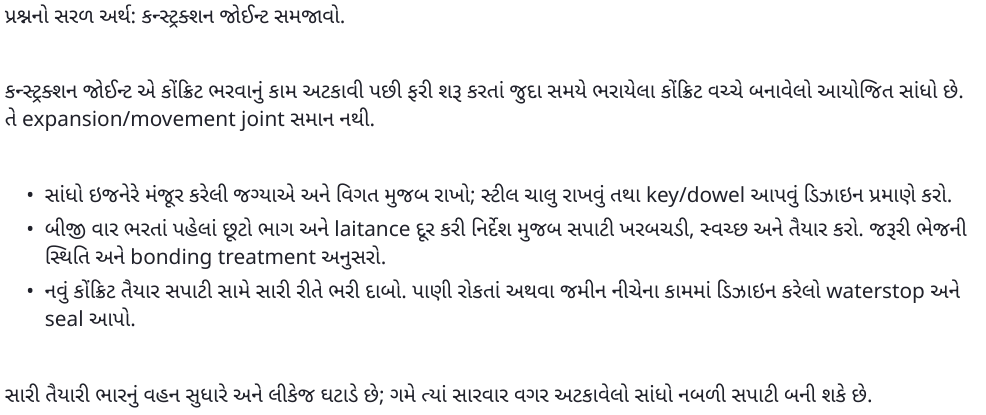 પ્રશ્નનો સરળ અર્થ: કન્સ્ટ્રક્શન જોઈન્ટ સમજાવો.
કન્સ્ટ્રક્શન જોઈન્ટ એ કોંક્રિટ ભરવાનું કામ અટકાવી પછી ફરી શરૂ કરતાં જુદા સમયે ભરાયેલા કોંક્રિટ વચ્ચે બનાવેલો આયોજિત સાંધો છે.
તે expansion/movement joint સમાન નથી.
• સાંધો ઇજનેરે મંજૂર કરેલી જગ્યાએ અને વિગત મુજબ રાખો; સ્ટીલ ચાલુ રાખવું તથા key/dowel આપવું ડિઝાઇન પ્રમાણે કરો.
• બીજી વાર ભરતાં પહેલાં છૂટો ભાગ અને laitance દૂર કરી નિર્દેશ મુજબ સપાટી ખરબચડી, સ્વચ્છ અને તૈયાર કરો. જરૂરી ભેજની
સ્થિતિ અને bonding treatment અનુસરો.
• નવું કોંક્રિટ તૈયાર સપાટી સામે સારી રીતે ભરી દાબો. પાણી રોકતાં અથવા જમીન નીચેના કામમાં ડિઝાઇન કરેલો waterstop અને
seal આપો.
સારી તૈયારી ભારનું વહન સુધારે અને લીકેજ ઘટાડે છે; ગમે ત્યાં સારવાર વગર અટકાવેલો સાંધો નબળી સપાટી બની શકે છે.